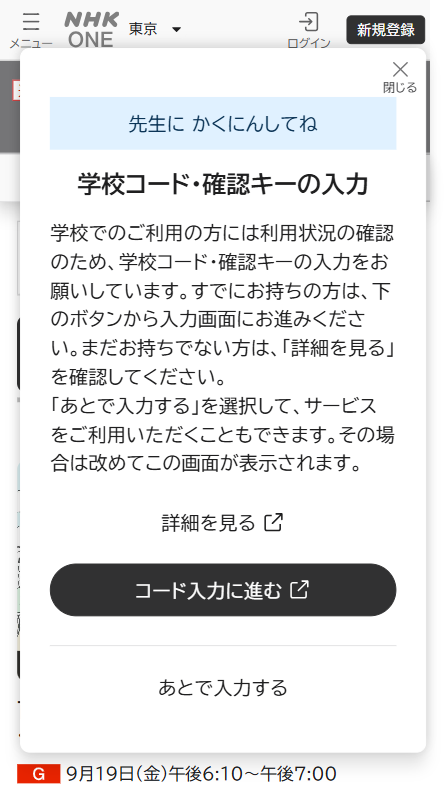 NHK
ONE
東京
メニュー
ログイン
新規登録
閉じる
先生に かくにんしてね
学校コード・確認キーの入力
学校でのご利用の方には利用状況の確認
のため、学校コード・確認キーの入力をお
願いしています。すでにお持ちの方は、下
のボタンから入力画面にお進みくださ
い。まだお持ちでない方は、「詳細を見る」
を確認してください。
「あとで入力する」を選択して、サービス
をご利用いただくこともできます。その場
合は改めてこの画面が表示されます。
詳細を見る
コード入力に進む
あとで入力する
G 9月19日(金)午後6:10～午後7:00